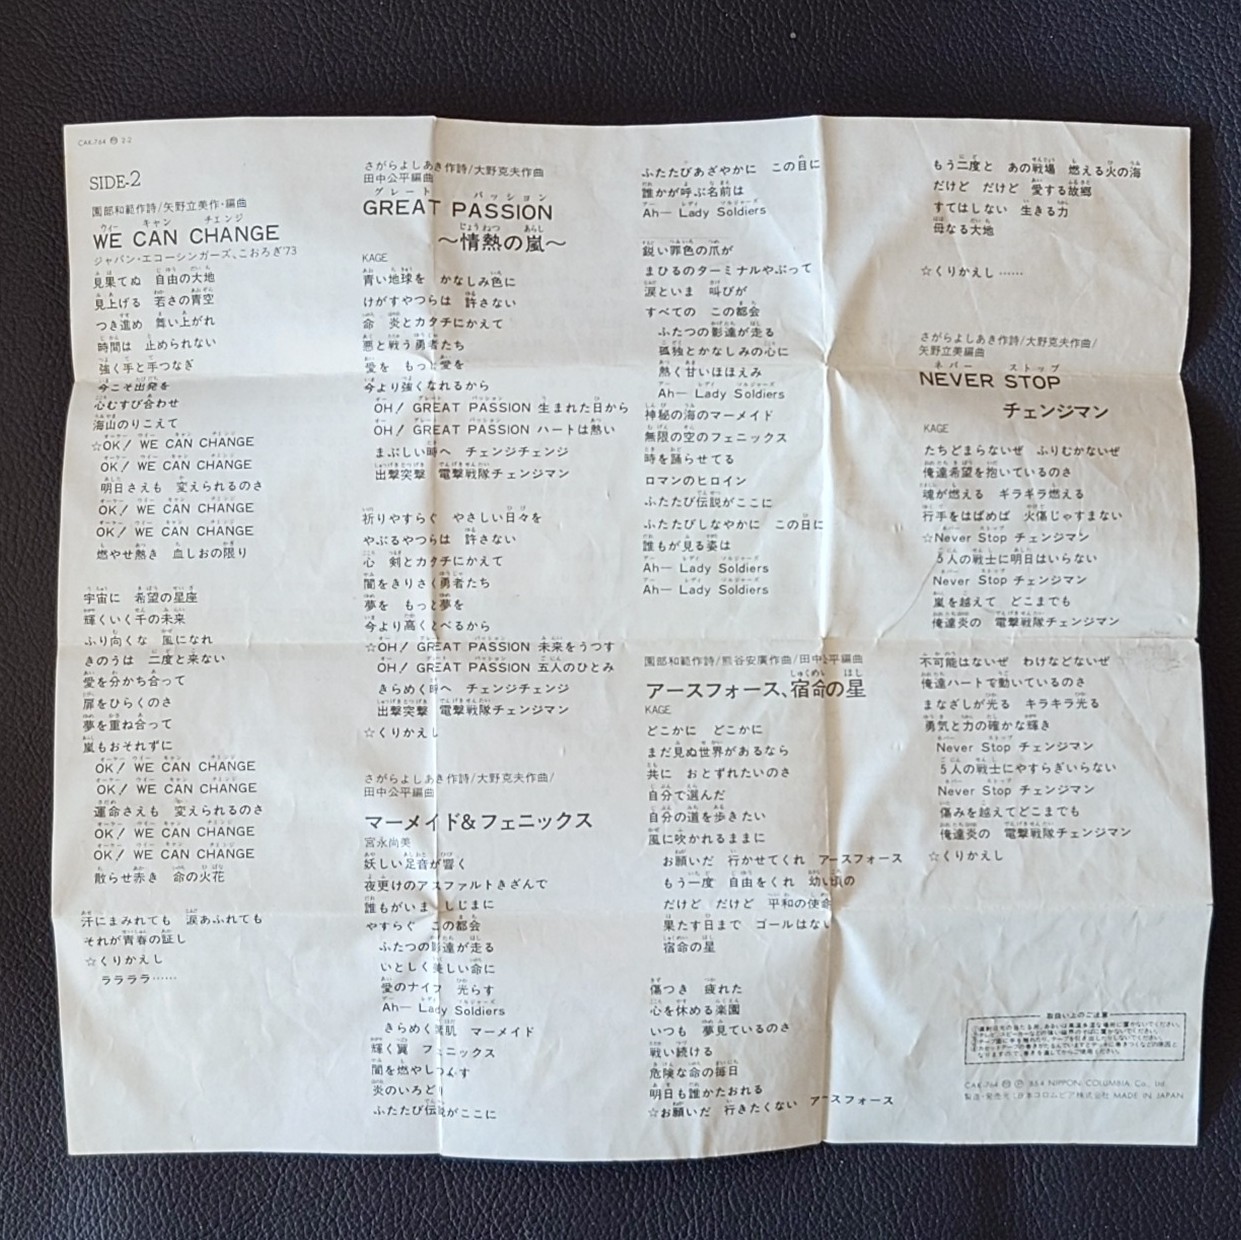 CAK-764 Ⓓ 2-2
SIDE-2
園部和範作詩/矢野立美作・編曲
WE CAN CHANGE
ジャパン・エコーシンガーズ、こおろぎ'73
見果てぬ 自由の大地
見上げる 若さの青空
つき進め 舞い上がれ
時間は 止められない
強く手と手つなぎ
今こそ出発を
心むすび合わせ
海山のりこえて
☆OK! WE CAN CHANGE
OK! WE CAN CHANGE
明日さえも 変えられるのさ
OK! WE CAN CHANGE
OK! WE CAN CHANGE
燃やせ熱き 血しおの限り
宇宙に 希望の星座
輝くいく千の未来
ふり向くな 風になれ
きのうは 二度と来ない
愛を分かち合って
扉をひらくのさ
夢を重ね合って
嵐もおそれずに
OK! WE CAN CHANGE
OK! WE CAN CHANGE
運命さえも 変えられるのさ
OK! WE CAN CHANGE
OK! WE CAN CHANGE
散らせ赤き 命の火花
汗にまみれても 涙あふれても
それが青春の証し
☆くりかえし
ララララ……
さがらよしあき作詩/大野克夫作曲
田中公平編曲
GREAT PASSION
〜情熱の嵐〜
KAGE
青い地球を かなしみ色に
けがすやつらは 許さない
命 炎とカタチにかえて
悪と戦う勇者たち
愛を もっと愛を
今より強くなれるから
OH! GREAT PASSION 生まれた日から
OH! GREAT PASSION ハートは熱い
まぶしい時へ チェンジチェンジ
出撃突撃 電撃戦隊チェンジマン
祈りやすらぐ やさしい日々を
やぶるやつらは 許さない
心 剣とカタチにかえて
闇をきりさく勇者たち
夢を もっと夢を
今より高くとべるから
☆OH! GREAT PASSION 未来をうつす
OH! GREAT PASSION 五人のひとみ
きらめく時へ チェンジチェンジ
出撃突撃 電撃戦隊チェンジマン
☆くりかえし
さがらよしあき作詩/大野克夫作曲/
田中公平編曲
マーメイド&フェニックス
宮永尚美
妖しい足音が響く
夜更けのアスファルトきざんで
誰もがいま しじまに
やすらぐ この都会
ふたつの影達が走る
いとしく美しい命に
愛のナイフ 光らす
Ah— Lady Soldiers
きらめく素肌 マーメイド
輝く翼 フェニックス
闇を燃やしつくす
炎のいろどり
ふたたび伝説がここに
ふたたびあざやかに この目に
誰かが呼ぶ名前は
Ah— Lady Soldiers
鋭い罪色の爪が
まひるのターミナルやぶって
涙といま 叫びが
すべての この都会
ふたつの影達が走る
孤独とかなしみの心に
熱く甘いほほえみ
Ah— Lady Soldiers
神秘の海のマーメイド
無限の空のフェニックス
時を踊らせてる
ロマンのヒロイン
ふたたび伝説がここに
ふたたびしなやかに この日に
誰もが見る姿は
Ah— Lady Soldiers
Ah— Lady Soldiers
園部和範作詩/熊谷安廣作曲/田中公平編曲
アースフォース、宿命の星
KAGE
どこかに どこかに
まだ見ぬ世界があるなら
共に おとずれたいのさ
自分で選んだ
自分の道を歩きたい
風に吹かれるままに
お願いだ 行かせてくれ アースフォース
もう一度 自由をくれ 幼い頃の
だけど だけど 平和の使命
果たす日まで ゴールはない
宿命の星
傷つき 疲れた
心を休める楽園
いつも 夢見ているのさ
戦い続ける
危険な命の毎日
明日も誰かたおれる
☆お願いだ 行きたくない アースフォース
もう二度と あの戦場 燃える火の海
だけど だけど 愛する故郷
すてはしない 生きる力
母なる大地
☆くりかえし ……
さがらよしあき作詩/大野克夫作曲/
矢野立美編曲
NEVER STOP
チェンジマン
KAGE
たちどまらないぜ ふりむかないぜ
俺達希望を抱いているのさ
魂が燃える ギラギラ燃える
行手をはばめば 火傷じゃすまない
☆Never Stop チェンジマン
5人の戦士に明日はいらない
Never Stop チェンジマン
嵐を越えて どこまでも
俺達炎の 電撃戦隊チェンジマン
不可能はないぜ わけなどないぜ
俺達ハートで動いているのさ
まなざしが光る キラキラ光る
勇気と力の確かな輝き
Never Stop チェンジマン
5人の戦士にやすらぎいらない
Never Stop チェンジマン
傷みを越えてどこまでも
俺達炎の 電撃戦隊チェンジマン
☆くりかえし
取扱い上のご注意
CAK-764 Ⓓ Ⓟ '85.4 NIPPON COLUMBIA Co., Ltd.
製造・発売元/日本コロムビア株式会社 MADE IN JAPAN